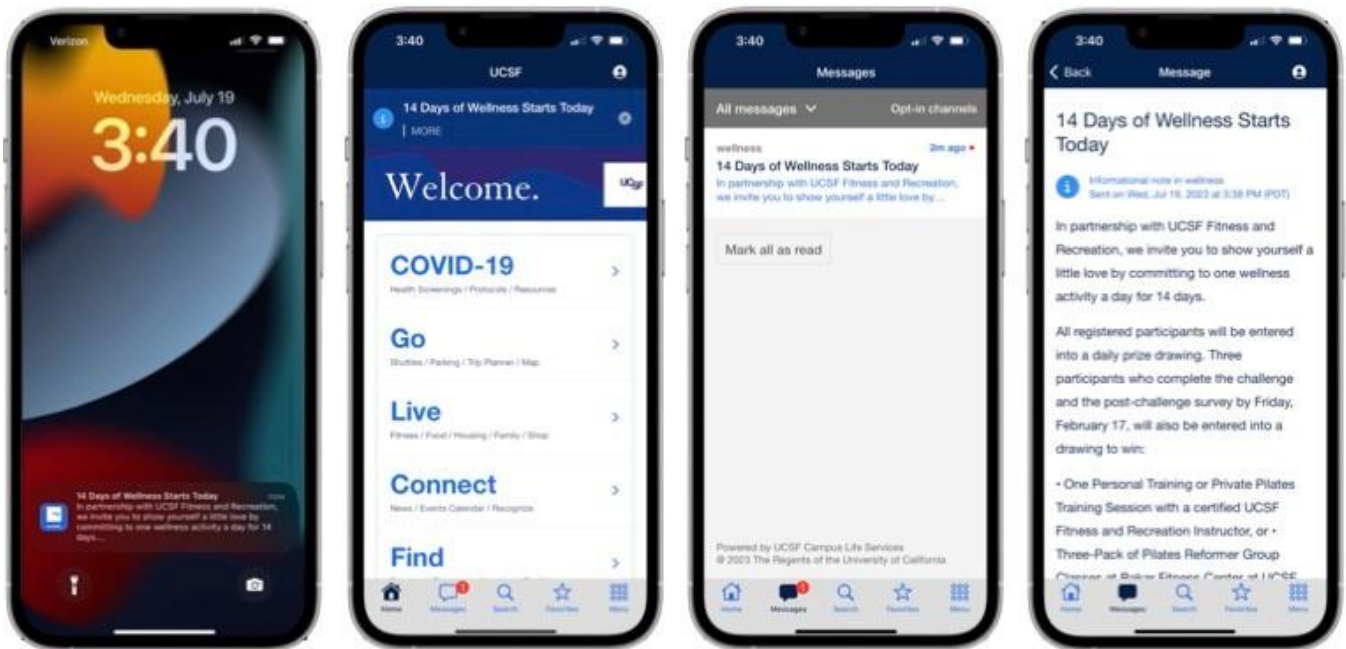 Verizon
Wednesday, July 19
3:40
14 Days of Wellness Starts Today
now
In partnership with UCSF Fitness and Recreation,
we invite you to show yourself a little love by
committing to one wellness activity a day for 14
days...
3:40
UCSF
14 Days of Wellness Starts Today
| MORE
Welcome.
UCSF
COVID-19
Health Screenings / Protocols / Resources
Go
Shuttles / Parking / Trip Planner / Map
Live
Fitness / Food / Housing / Family / Shop
Connect
News / Events Calendar / Recognize
Find
1
Home
Messages
Search
Favorites
Menu
3:40
Messages
All messages
Opt-in channels
wellness
2m ago
14 Days of Wellness Starts Today
In partnership with UCSF Fitness and Recreation,
we invite you to show yourself a little love by ...
Mark all as read
Powered by UCSF Campus Life Services
© 2023 The Regents of the University of California
1
Home
Messages
Search
Favorites
Menu
3:40
Back
Message
14 Days of Wellness Starts
Today
Informational note in wellness
Sent on Wed, Jul 19, 2023 at 3:38 PM (PDT)
In partnership with UCSF Fitness and
Recreation, we invite you to show yourself a
little love by committing to one wellness
activity a day for 14 days.
All registered participants will be entered
into a daily prize drawing. Three
participants who complete the challenge
and the post-challenge survey by Friday,
February 17, will also be entered into a
drawing to win:
• One Personal Training or Private Pilates
Training Session with a certified UCSF
Fitness and Recreation Instructor, or •
Three-Pack of Pilates Reformer Group
Classes at Bakar Fitness Center at UCSF
Home
Messages
Search
Favorites
Menu